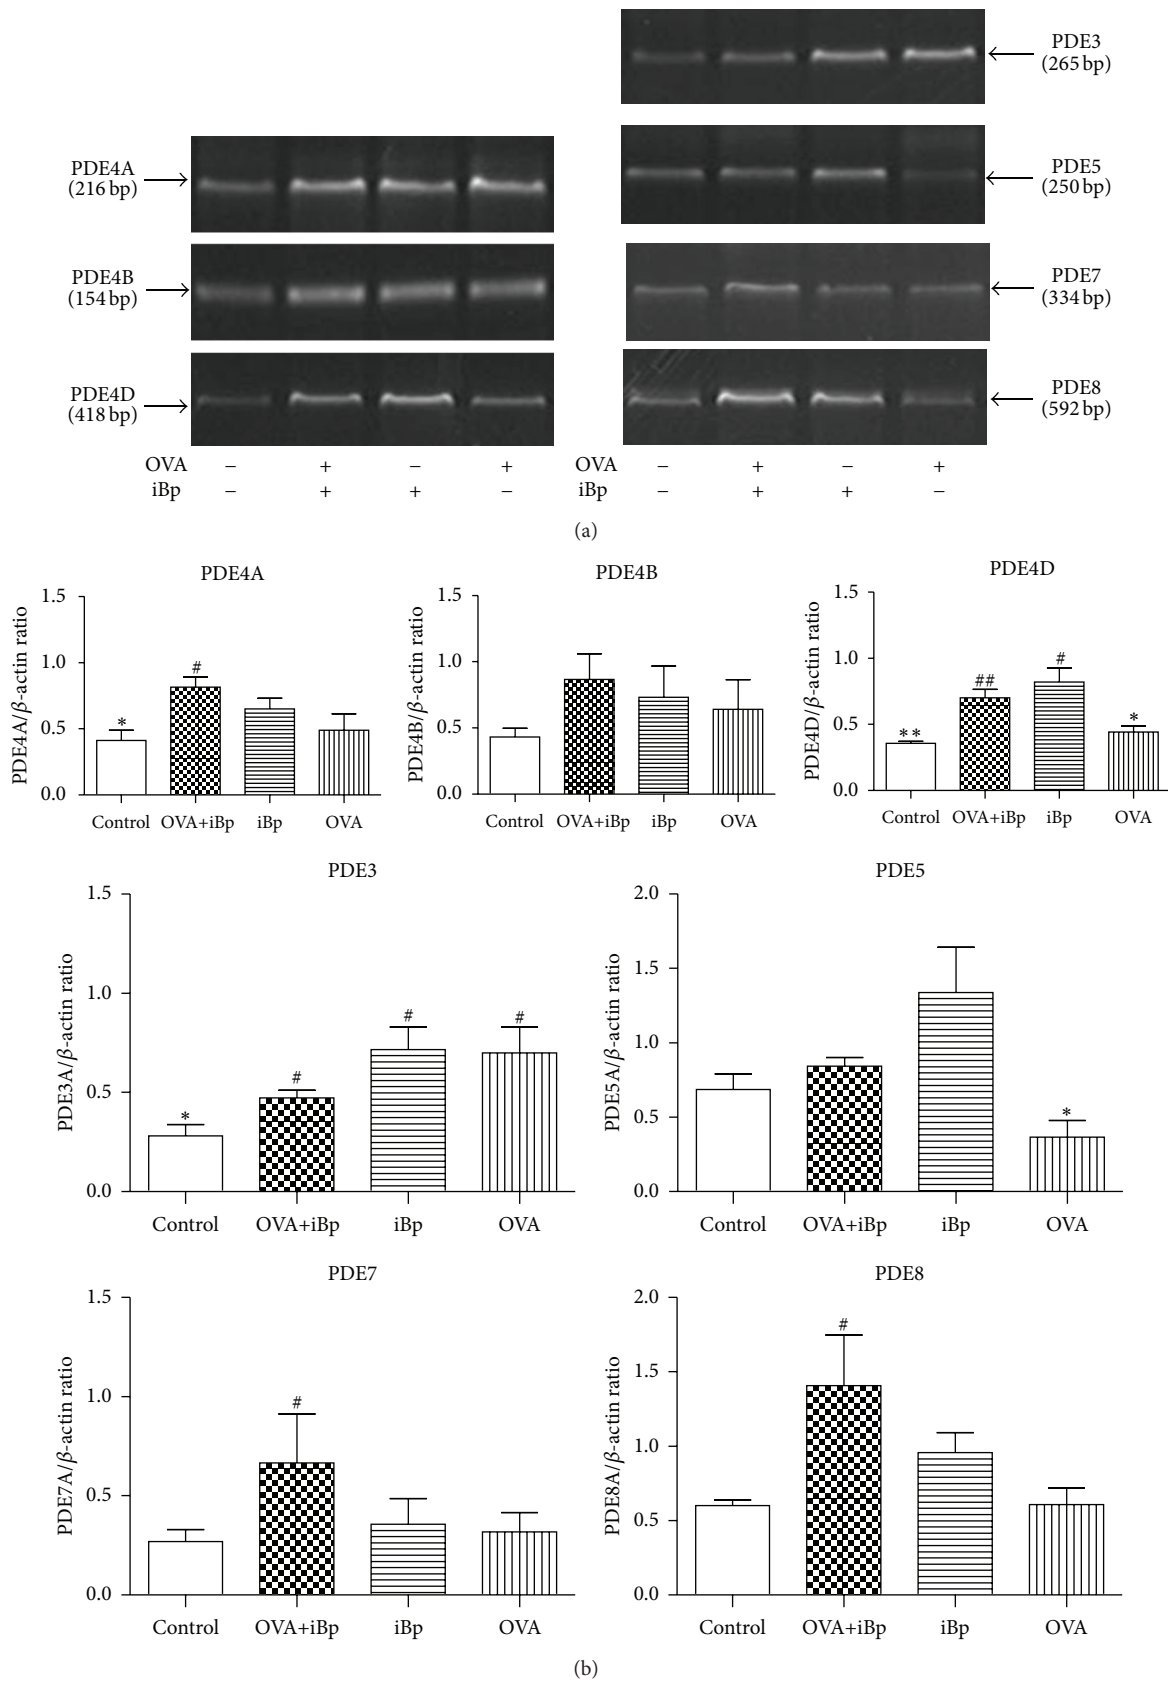 PDE4A
(216 bp)
PDE4B
(154 bp)
PDE4D
(418 bp)
OVA − + − +
iBp − + + −
PDE3
(265 bp)
PDE5
(250 bp)
PDE7
(334 bp)
PDE8
(592 bp)
OVA − + − +
iBp − + + −
(a)
PDE4A
PDE4A/β-actin ratio
1.5
1.0
0.5
0.0
*
#
Control OVA+iBp iBp OVA
PDE4B
PDE4B/β-actin ratio
1.5
1.0
0.5
0.0
Control OVA+iBp iBp OVA
PDE4D
PDE4D/β-actin ratio
1.5
1.0
0.5
0.0
**
##
#
*
Control OVA+iBp iBp OVA
PDE3
PDE3A/β-actin ratio
1.5
1.0
0.5
0.0
*
#
#
#
Control OVA+iBp iBp OVA
PDE5
PDE5A/β-actin ratio
2.0
1.5
1.0
0.5
0.0
*
Control OVA+iBp iBp OVA
PDE7
PDE7A/β-actin ratio
1.5
1.0
0.5
0.0
#
Control OVA+iBp iBp OVA
PDE8
PDE8A/β-actin ratio
2.0
1.5
1.0
0.5
0.0
#
Control OVA+iBp iBp OVA
(b)